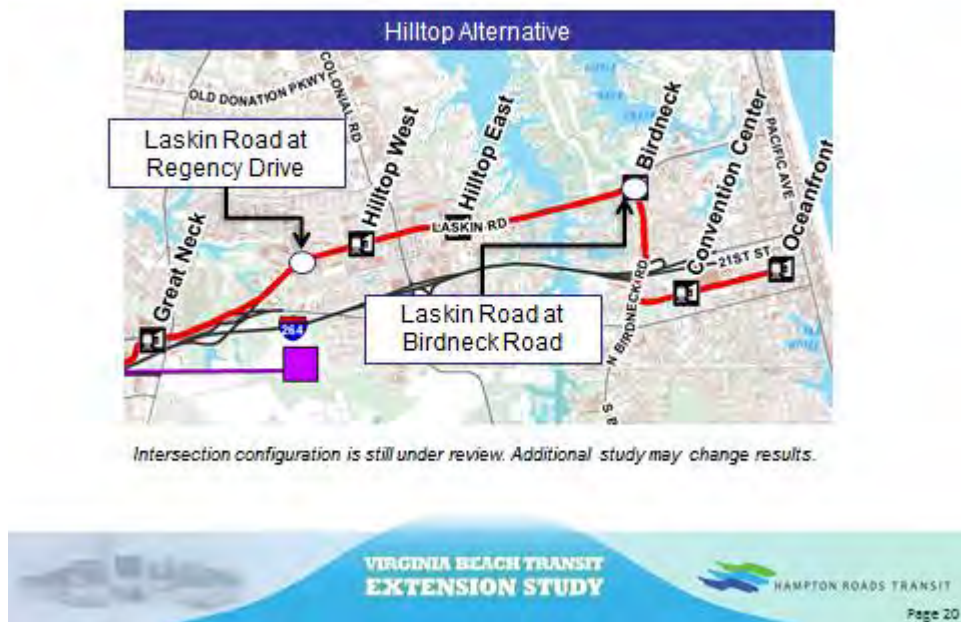 Hilltop Alternative
OLD DONATION PKWY
COLONIAL RD
Laskin Road at
Regency Drive
Hilltop West
Hilltop East
Birdneck
Convention Center
PACIFIC AVE
Oceanfront
Great Neck
LASKIN RD
21ST ST
264
Laskin Road at
Birdneck Road
N BIRDNECK RD
Intersection configuration is still under review. Additional study may change results.
VIRGINIA BEACH TRANSIT
EXTENSION STUDY
HAMPTON ROADS TRANSIT
Page 20